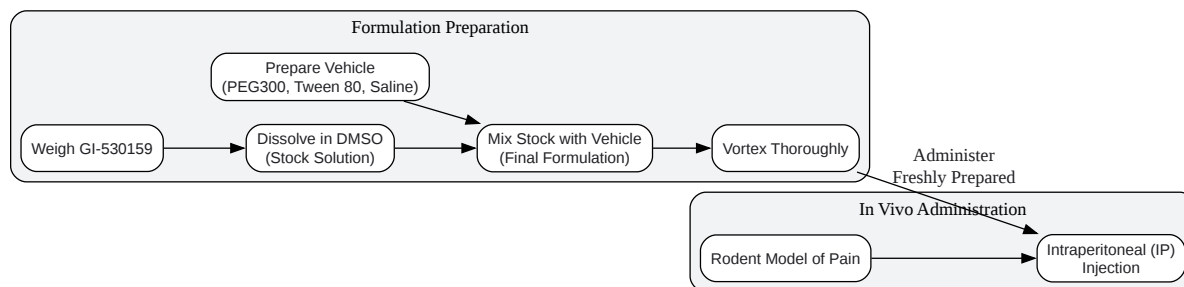 Formulation Preparation
Prepare Vehicle
(PEG300, Tween 80, Saline)
Weigh GI-530159
Dissolve in DMSO
(Stock Solution)
Mix Stock with Vehicle
(Final Formulation)
Vortex Thoroughly
Administer
Freshly Prepared
In Vivo Administration
Rodent Model of Pain
Intraperitoneal (IP)
Injection